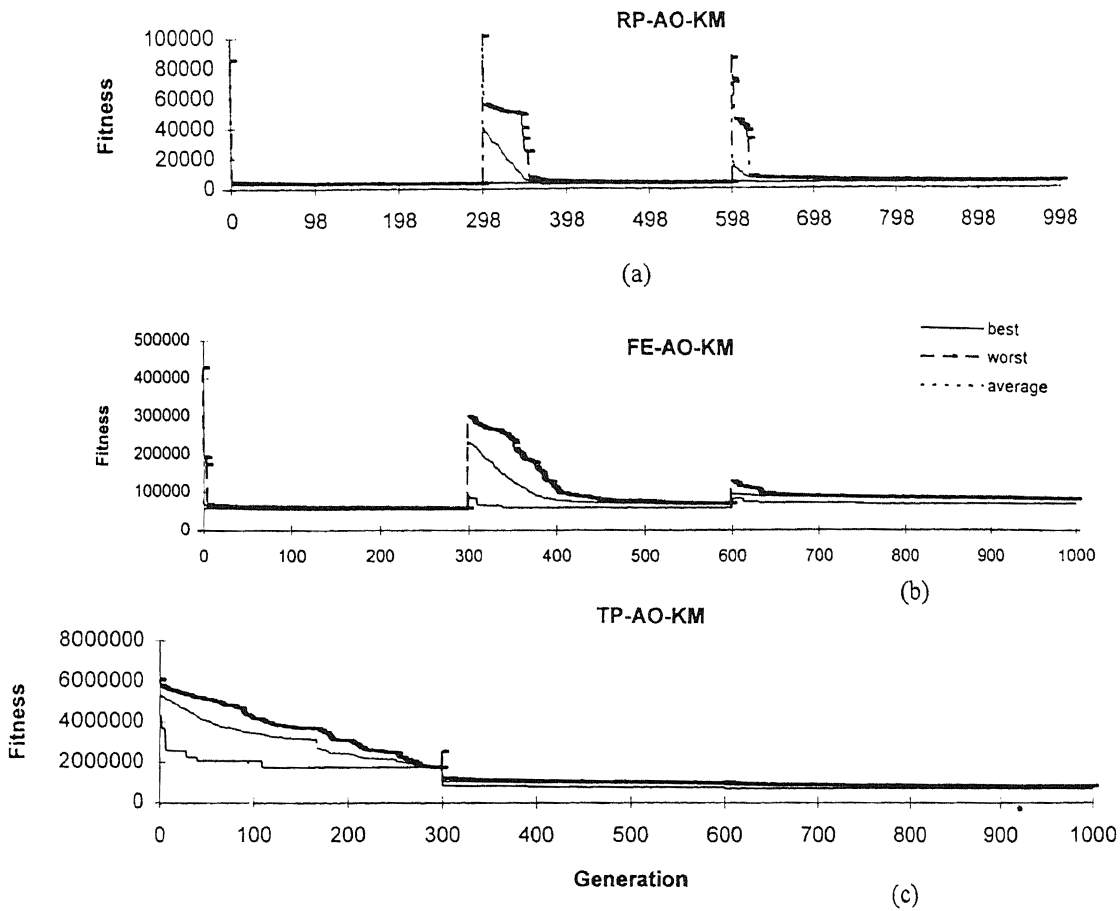 RP-AO-KM
Fitness
100000
80000
60000
40000
20000
0
0 98 198 298 398 498 598 698 798 898 998
(a)
FE-AO-KM
Fitness
500000
400000
300000
200000
100000
0
0 100 200 300 400 500 600 700 800 900 1000
best
worst
average
(b)
TP-AO-KM
Fitness
8000000
6000000
4000000
2000000
0
0 100 200 300 400 500 600 700 800 900 1000
Generation
(c)